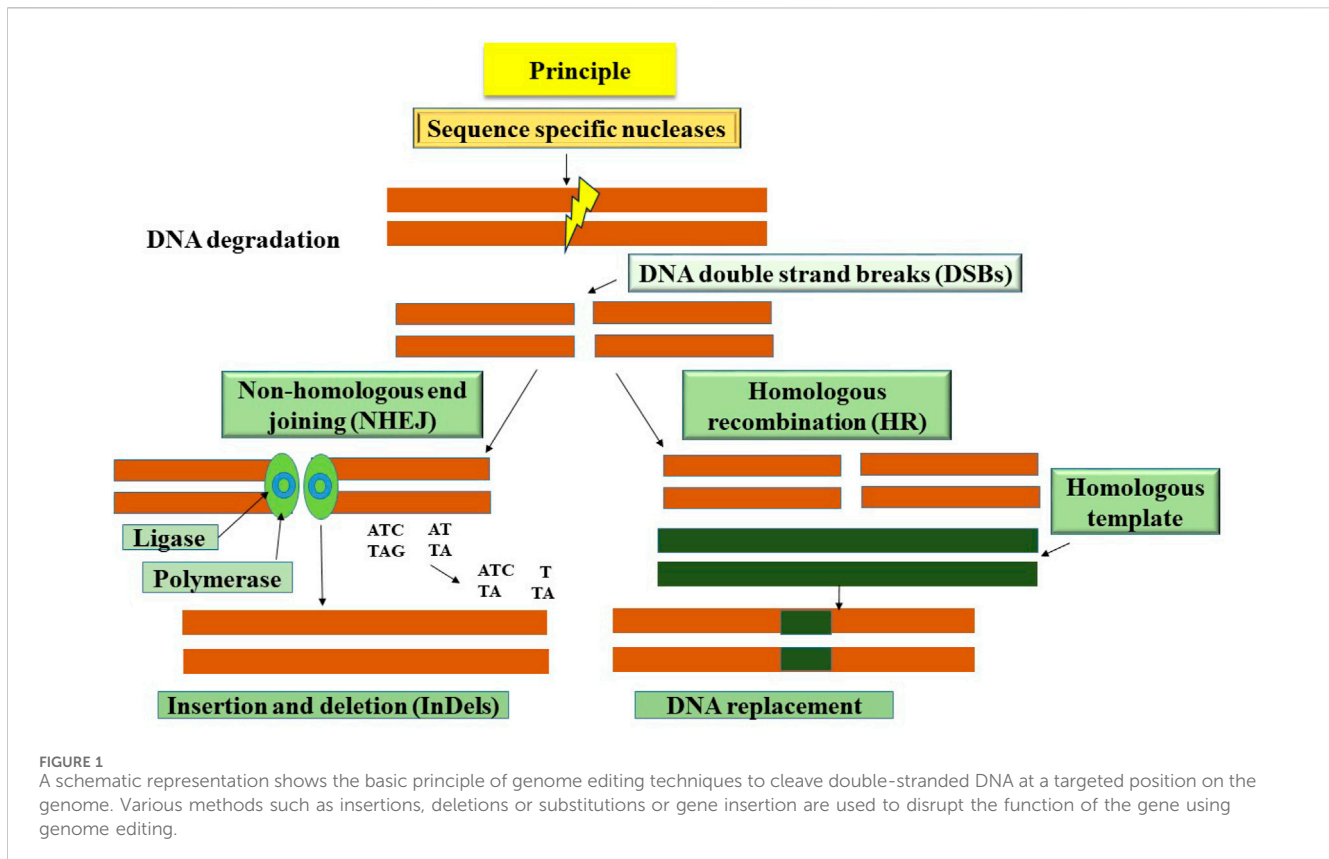 Principle
Sequence specific nucleases
DNA degradation
DNA double strand breaks (DSBs)
Non-homologous end
joining (NHEJ)
Homologous
recombination (HR)
Homologous
template
Ligase
Polymerase
ATC AT
TAG TA
ATC T
TA TA
Insertion and deletion (InDels)
DNA replacement
FIGURE 1
A schematic representation shows the basic principle of genome editing techniques to cleave double-stranded DNA at a targeted position on the
genome. Various methods such as insertions, deletions or substitutions or gene insertion are used to disrupt the function of the gene using
genome editing.